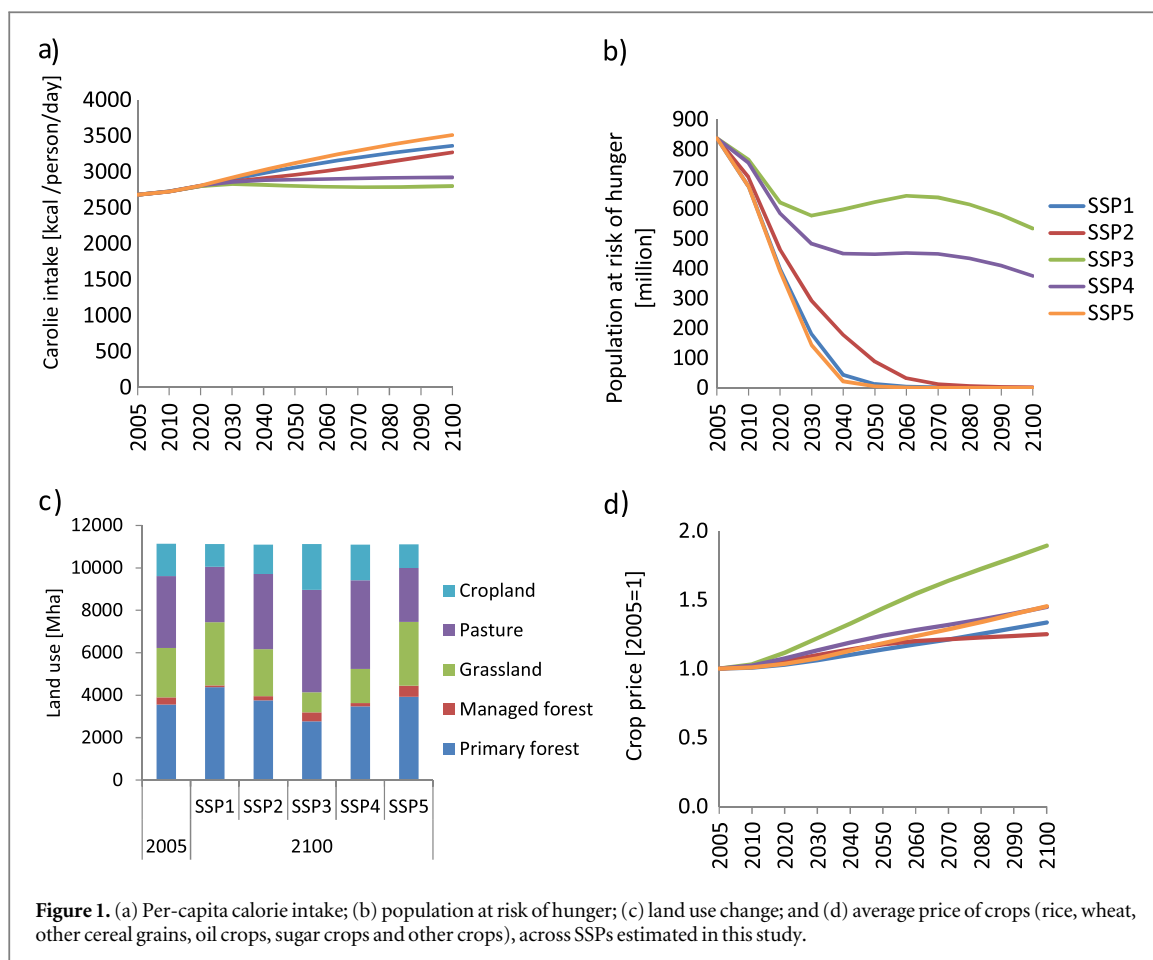 a)
Carolie intake [kcal /person/day]
4000
3500
3000
2500
2000
1500
1000
500
0
2005
2010
2020
2030
2040
2050
2060
2070
2080
2090
2100
b)
Population at risk of hunger
[million]
900
800
700
600
500
400
300
200
100
0
2005
2010
2020
2030
2040
2050
2060
2070
2080
2090
2100
SSP1
SSP2
SSP3
SSP4
SSP5
c)
Land use [Mha]
12000
10000
8000
6000
4000
2000
0
SSP1
SSP2
SSP3
SSP4
SSP5
2005
2100
Cropland
Pasture
Grassland
Managed forest
Primary forest
d)
Crop price [2005=1]
2.0
1.5
1.0
0.5
0.0
2005
2010
2020
2030
2040
2050
2060
2070
2080
2090
2100
Figure 1. (a) Per-capita calorie intake; (b) population at risk of hunger; (c) land use change; and (d) average price of crops (rice, wheat,
other cereal grains, oil crops, sugar crops and other crops), across SSPs estimated in this study.